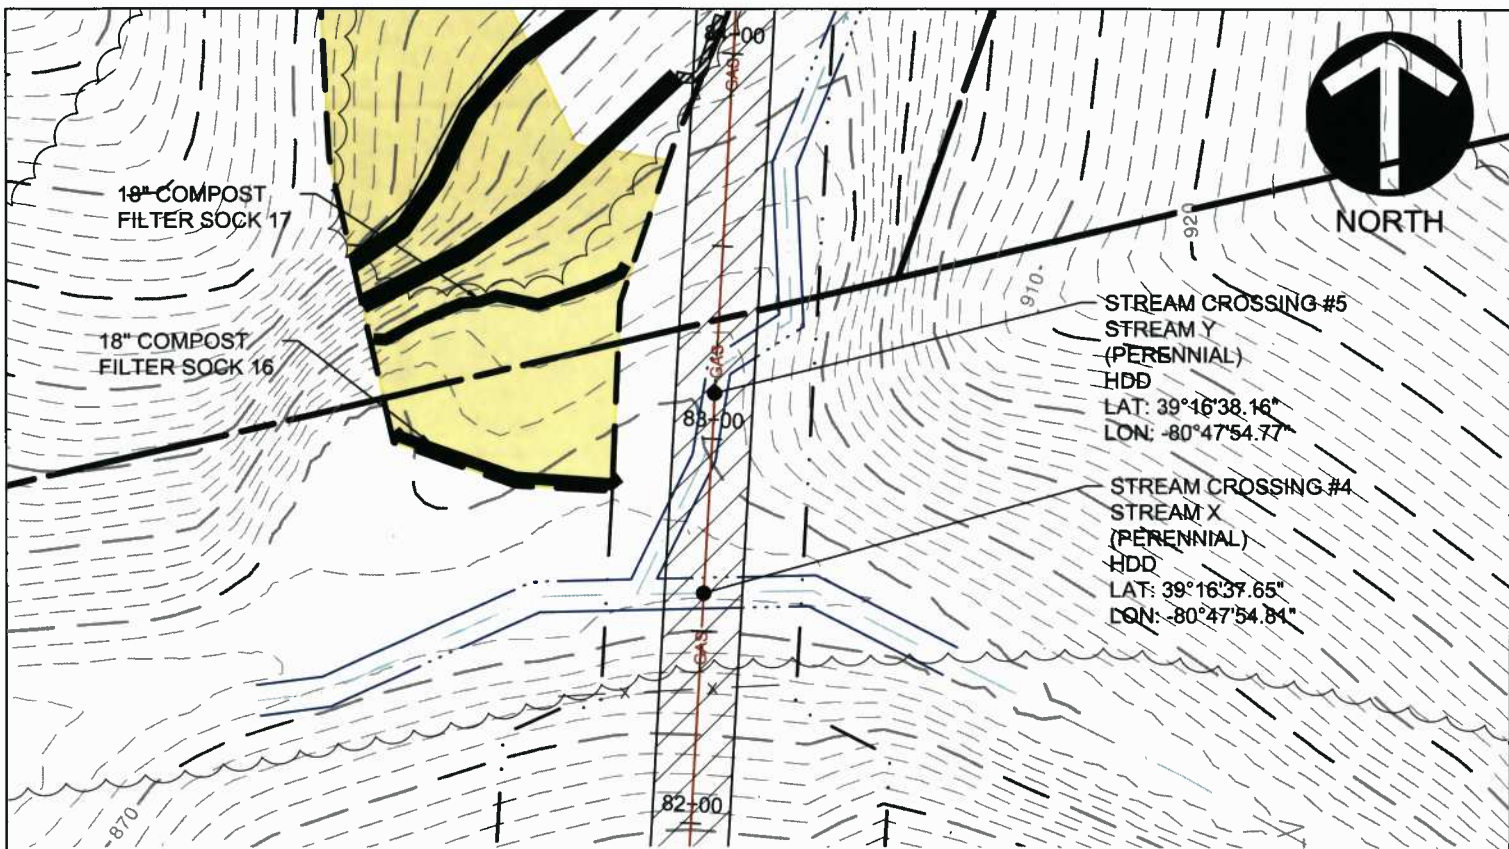 84+00
GAS
18" COMPOST
FILTER SOCK 17
NORTH
920
910
STREAM CROSSING #5
STREAM Y
(PERENNIAL)
HDD
LAT: 39°16'38.16"
LON: -80°47'54.77"
18" COMPOST
FILTER SOCK 16
GAS
83+00
STREAM CROSSING #4
STREAM X
(PERENNIAL)
HDD
LAT: 39°16'37.65"
LON: -80°47'54.81"
GAS
X
X
82+00
870